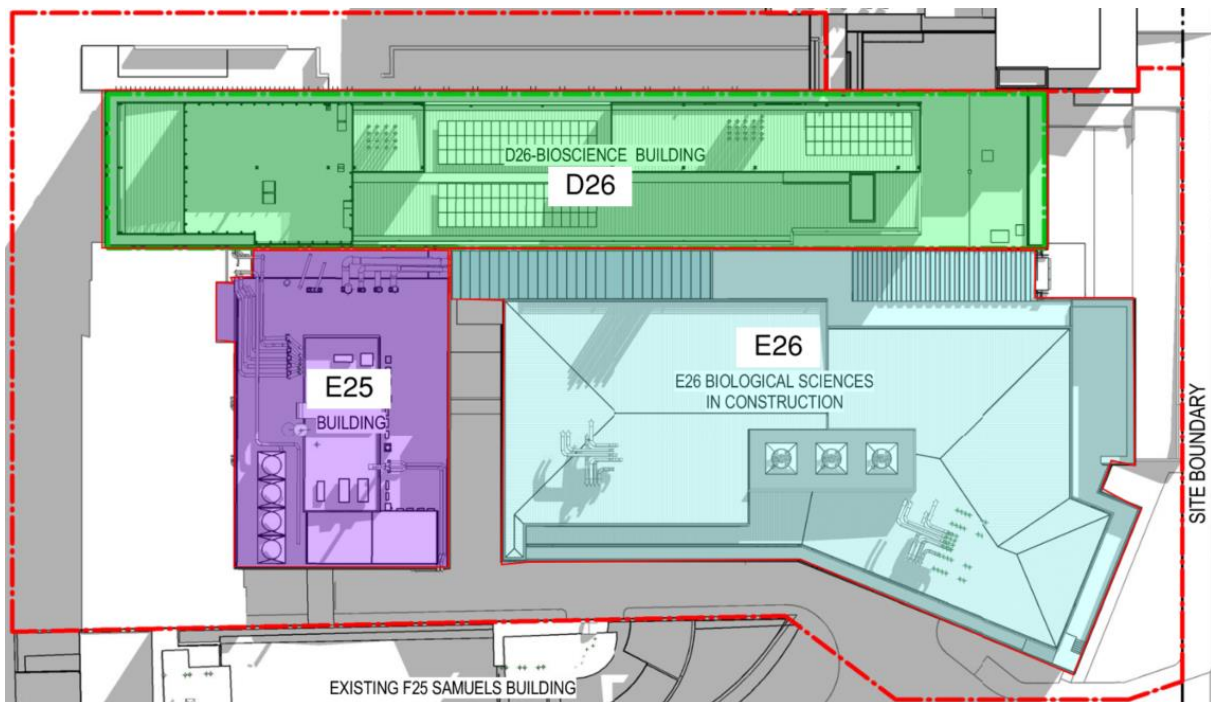 D26-BIOSCIENCE BUILDING
D26
E26
E26 BIOLOGICAL SCIENCES
IN CONSTRUCTION
E25
BUILDING
SITE BOUNDARY
EXISTING F25 SAMUELS BUILDING